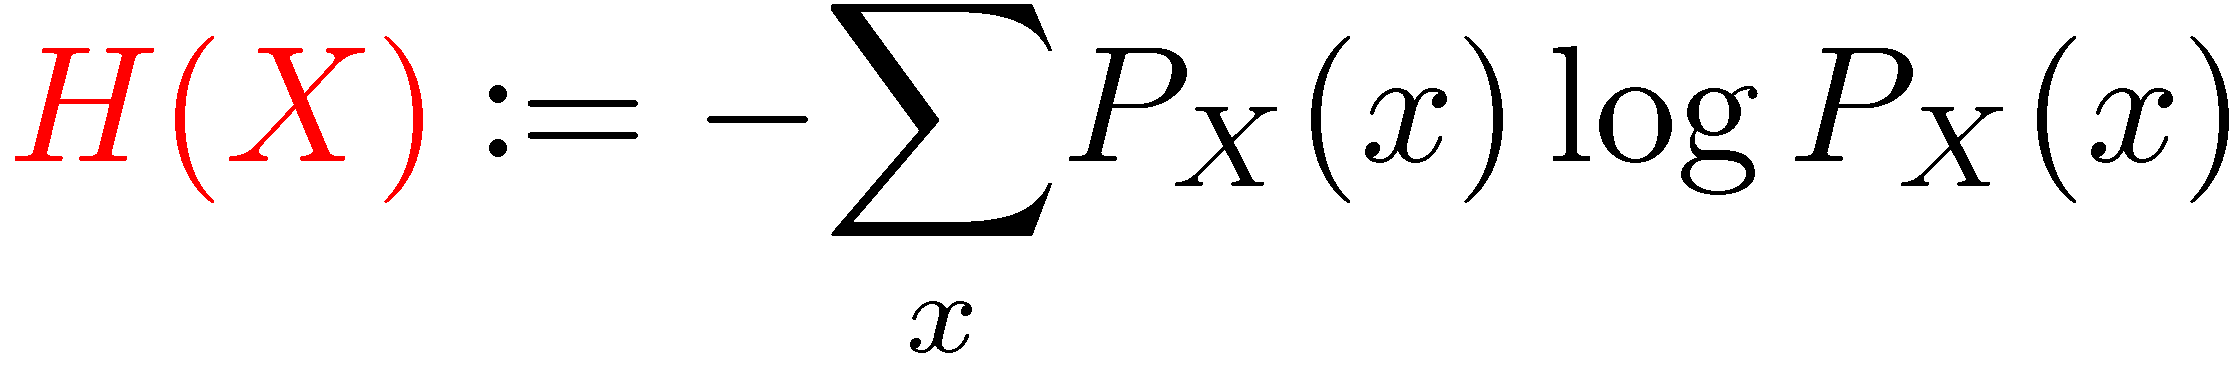 H(X) := −∑ P_X(x) log P_X(x)
x